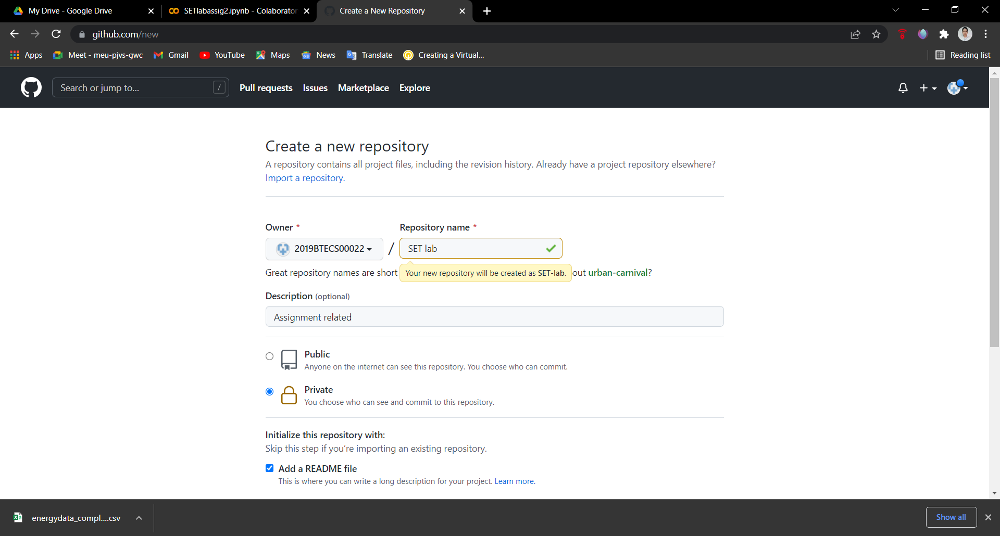 My Drive - Google Drive
SETlabassig2.ipynb - Colaborator
Create a New Repository
github.com/new
Apps
Meet - meu-pjvs-gwc
Gmail
YouTube
Maps
News
Translate
Creating a Virtual...
Reading list
Search or jump to...
/
Pull requests
Issues
Marketplace
Explore
Create a new repository
A repository contains all project files, including the revision history. Already have a project repository elsewhere?
Import a repository.
Owner *
Repository name *
2019BTECS00022
/
SET lab
Great repository names are short
Your new repository will be created as SET-lab.
out urban-carnival?
Description (optional)
Assignment related
Public
Anyone on the internet can see this repository. You choose who can commit.
Private
You choose who can see and commit to this repository.
Initialize this repository with:
Skip this step if you’re importing an existing repository.
Add a README file
This is where you can write a long description for your project. Learn more.
energydata_compl....csv
Show all